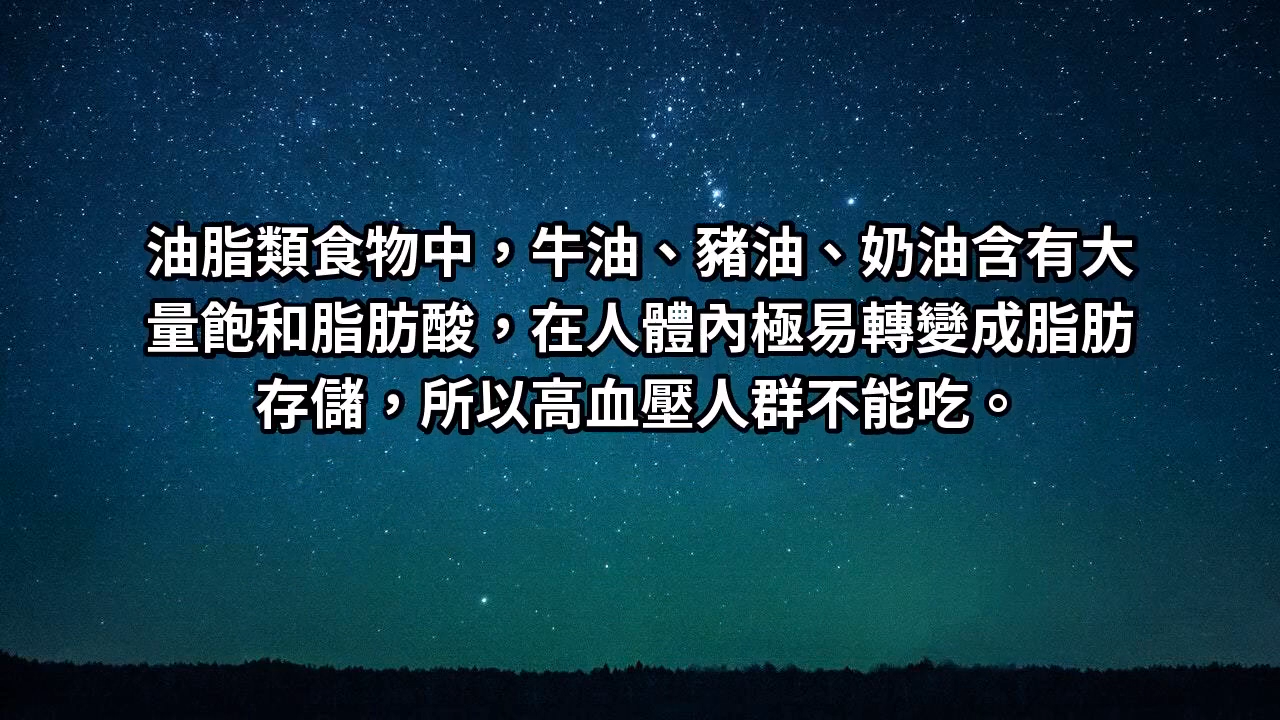 油脂類食物中，牛油、豬油、奶油含有大
量飽和脂肪酸，在人體內極易轉變成脂肪
存儲，所以高血壓人群不能吃。